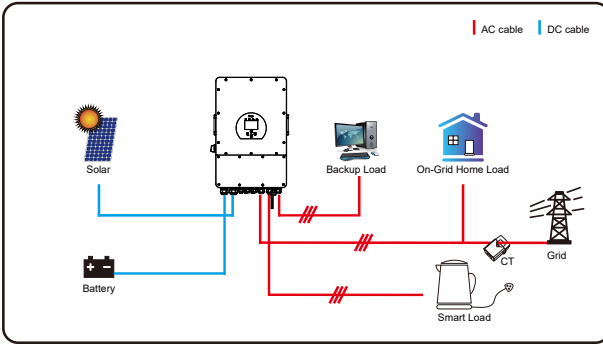 AC cable
DC cable
Solar
Backup Load
On-Grid Home Load
CT
Grid
Battery
Smart Load